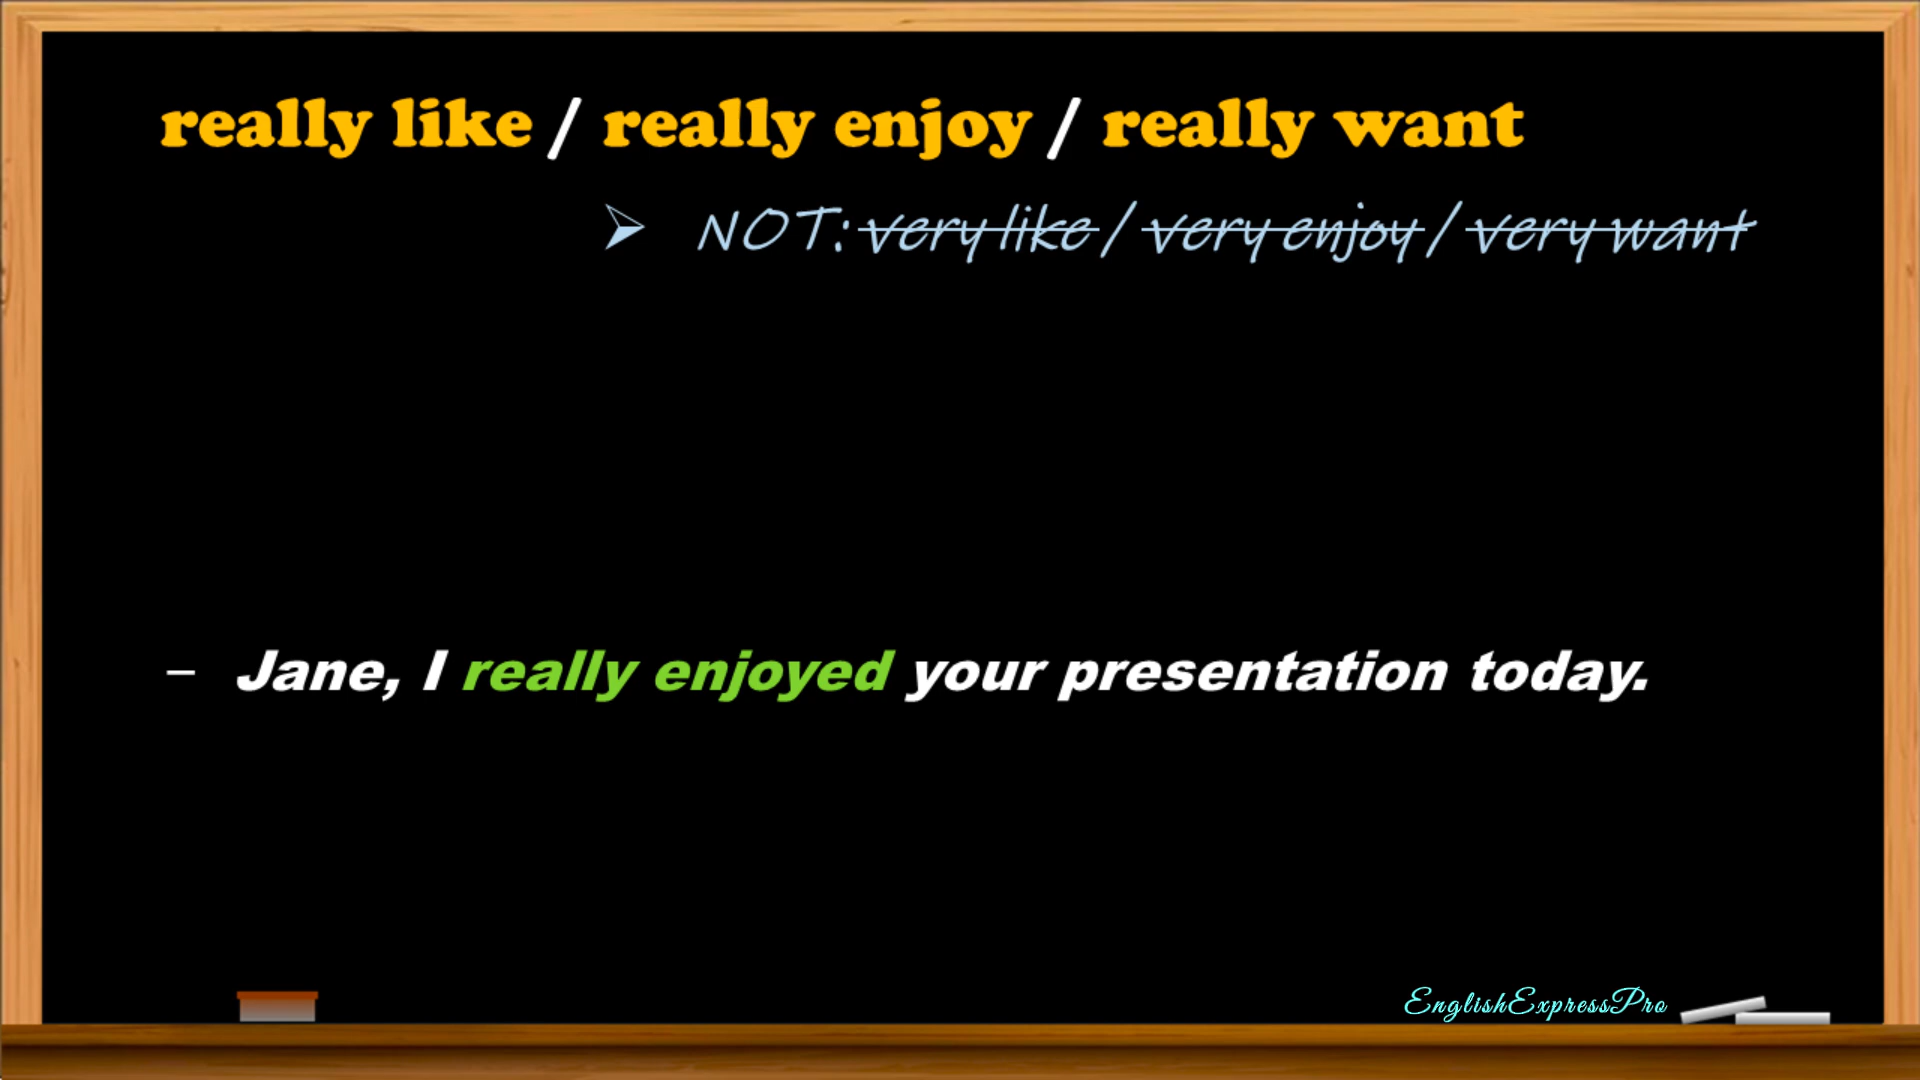 really like / really enjoy / really want
➢ NOT: very like / very enjoy / very want
– Jane, I really enjoyed your presentation today.
EnglishExpressPro